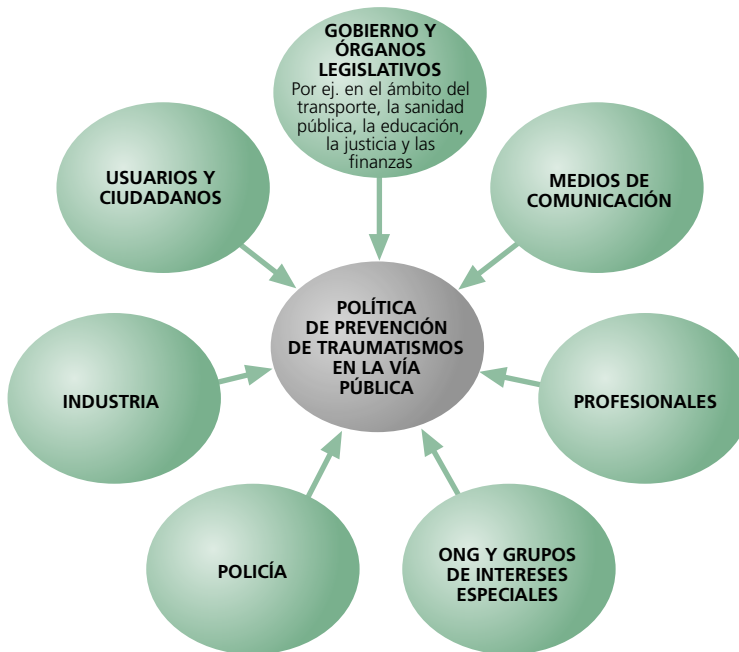 GOBIERNO Y
ÓRGANOS
LEGISLATIVOS
Por ej. en el ámbito del
transporte, la sanidad
pública, la educación,
la justicia y las
finanzas
USUARIOS Y
CIUDADANOS
MEDIOS DE
COMUNICACIÓN
POLÍTICA
DE PREVENCIÓN
DE TRAUMATISMOS
EN LA VÍA
PÚBLICA
INDUSTRIA
PROFESIONALES
POLICÍA
ONG Y GRUPOS
DE INTERESES
ESPECIALES